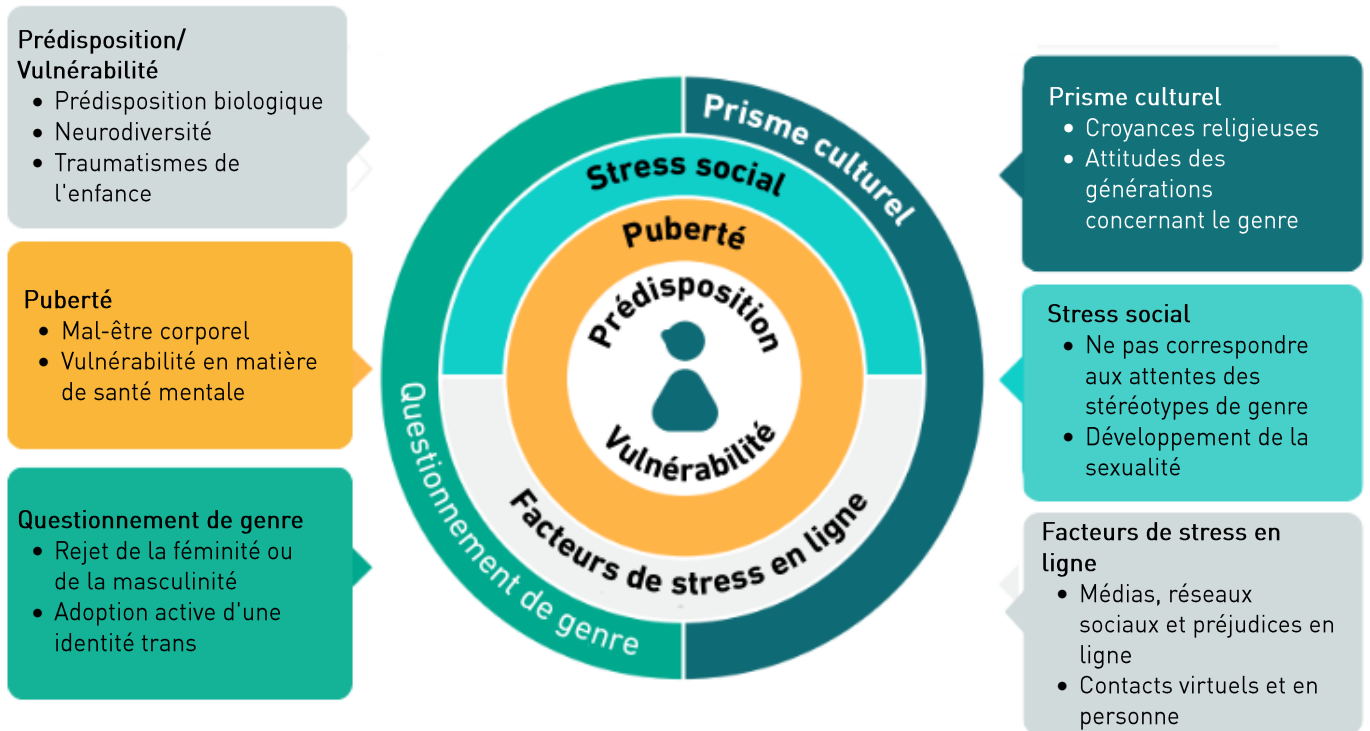 Prédisposition/
Vulnérabilité
• Prédisposition biologique
• Neurodiversité
• Traumatismes de
l'enfance
Puberté
• Mal-être corporel
• Vulnérabilité en matière
de santé mentale
Questionnement de genre
• Rejet de la féminité ou
de la masculinité
• Adoption active d'une
identité trans
Prisme culturel
Stress social
Puberté
Prédisposition
Vulnérabilité
Facteurs de stress en ligne
Questionnement de genre
Prisme culturel
• Croyances religieuses
• Attitudes des
générations
concernant le genre
Stress social
• Ne pas correspondre
aux attentes des
stéréotypes de genre
• Développement de la
sexualité
Facteurs de stress en
ligne
• Médias, réseaux
sociaux et préjudices en
ligne
• Contacts virtuels et en
personne